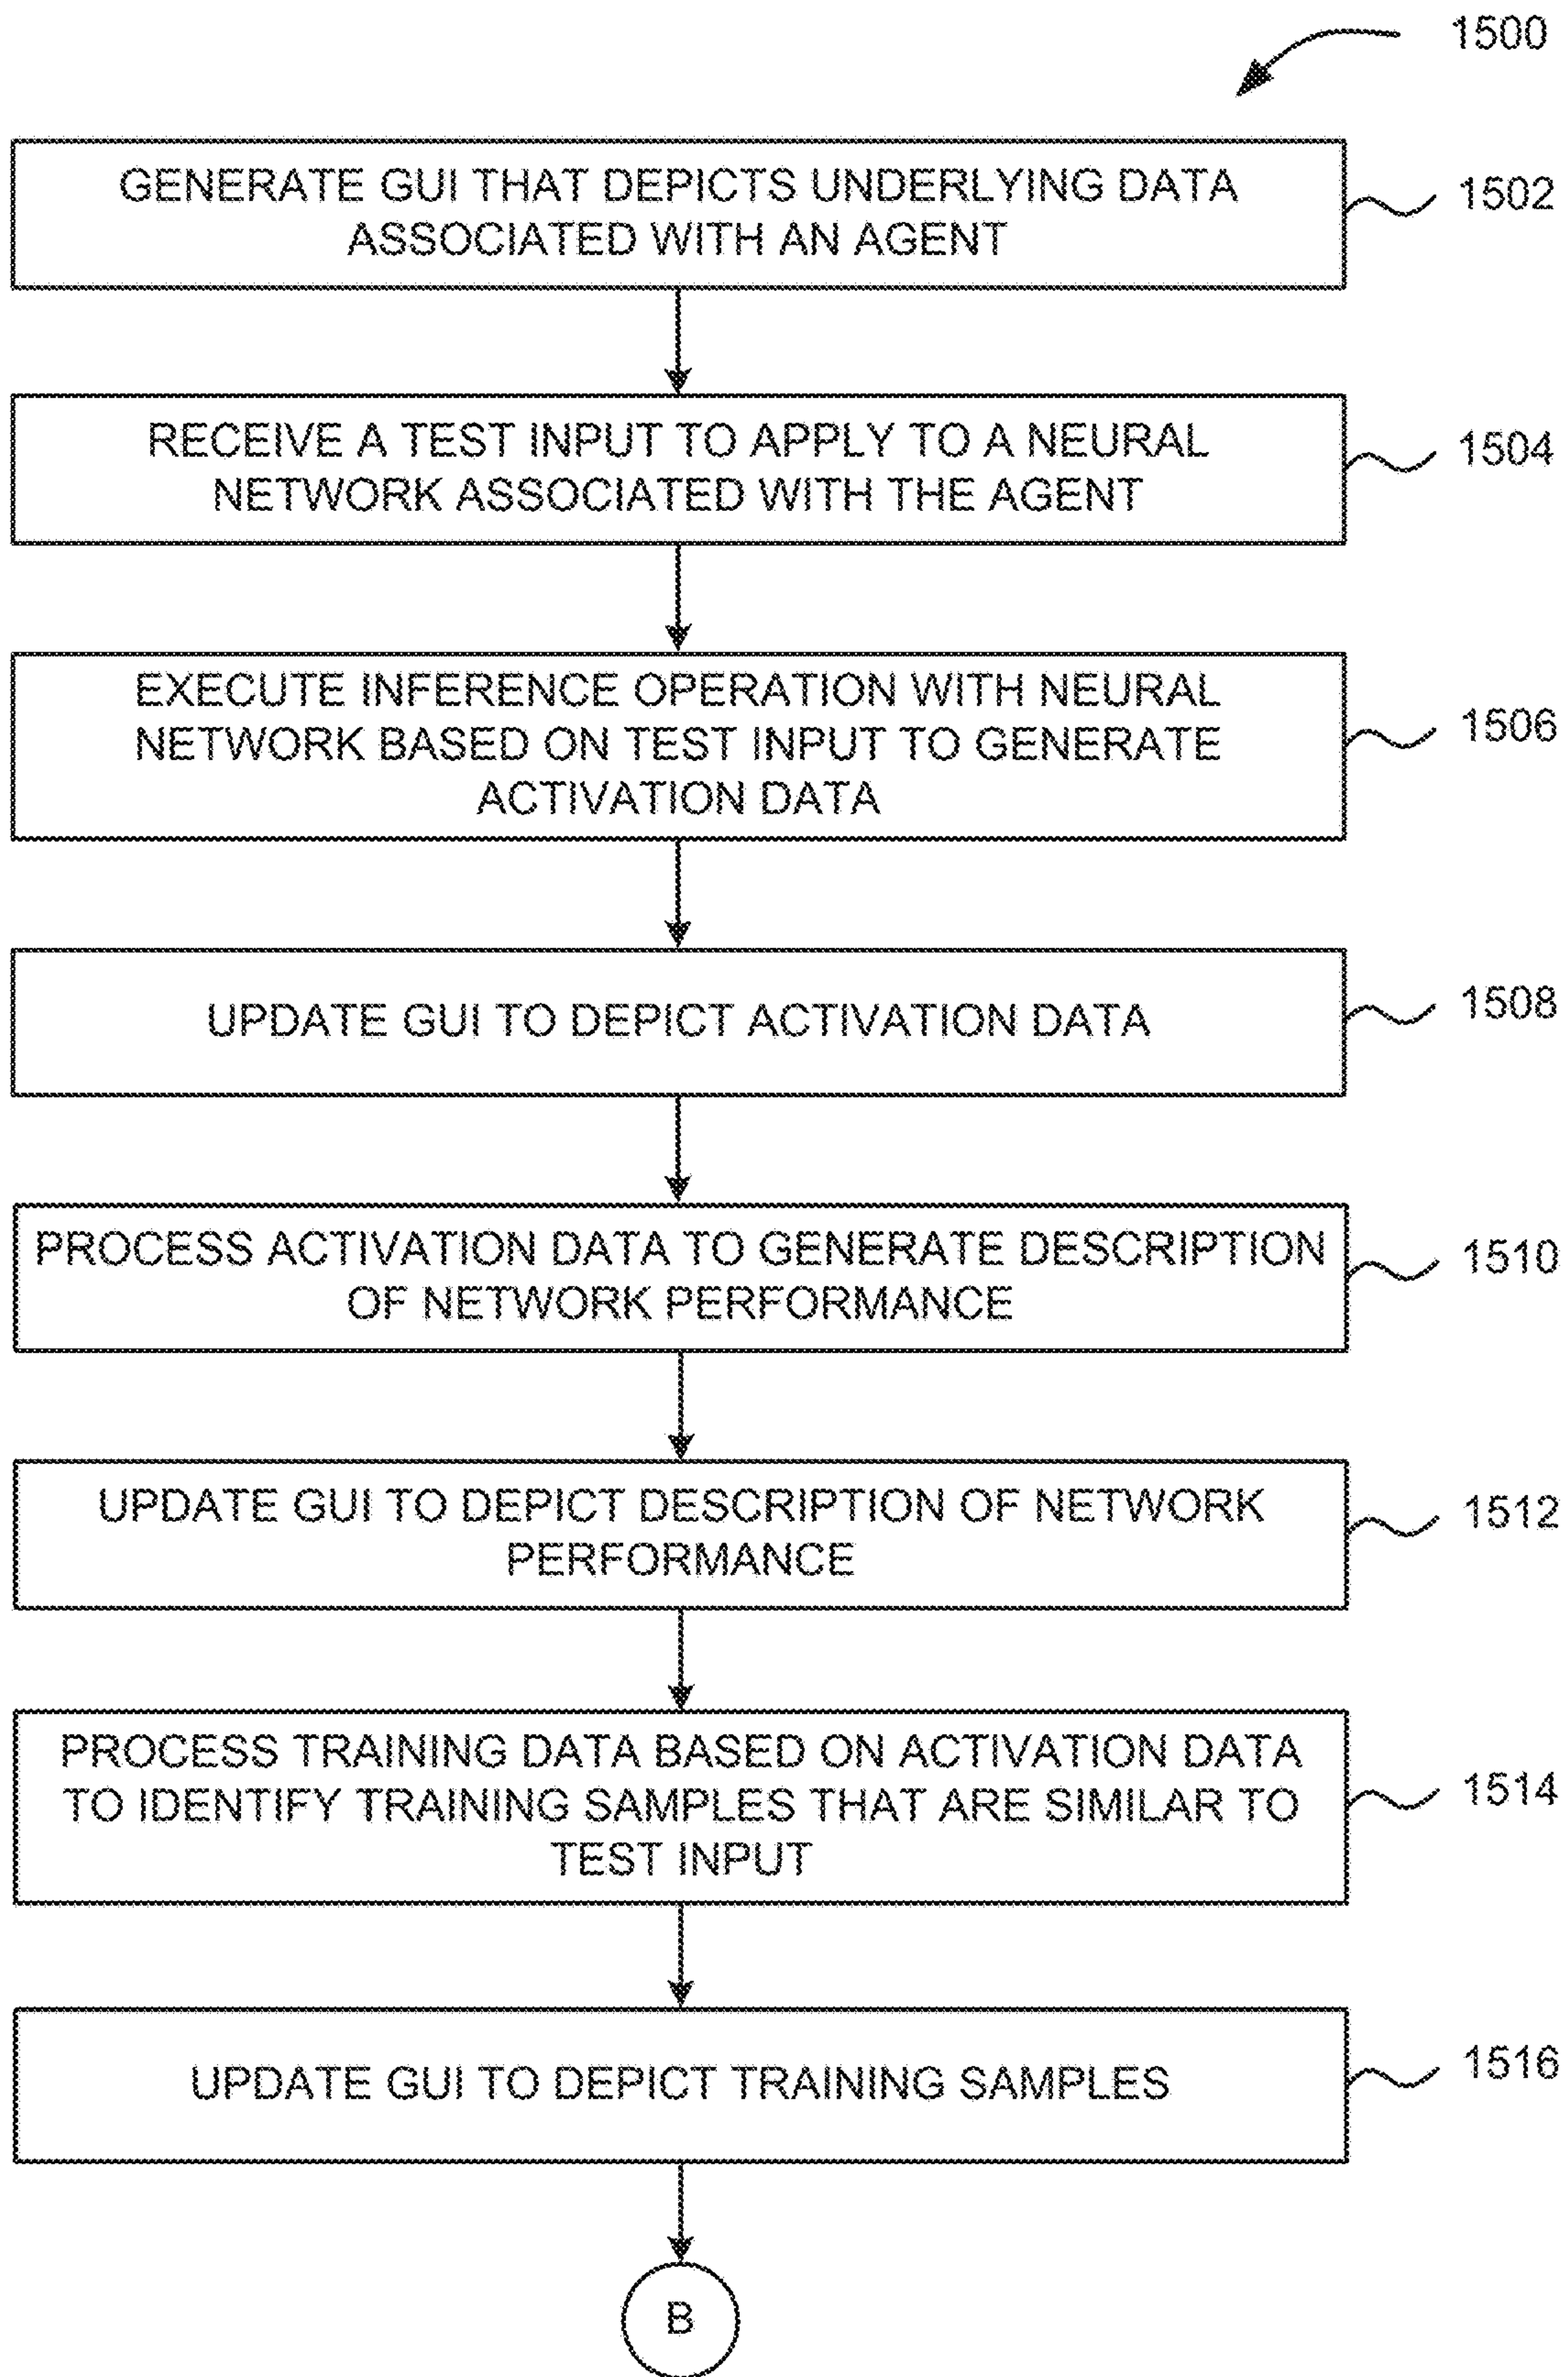 1500
GENERATE GUI THAT DEPICTS UNDERLYING DATA
ASSOCIATED WITH AN AGENT
1502
RECEIVE A TEST INPUT TO APPLY TO A NEURAL
NETWORK ASSOCIATED WITH THE AGENT
1504
EXECUTE INFERENCE OPERATION WITH NEURAL
NETWORK BASED ON TEST INPUT TO GENERATE
ACTIVATION DATA
1506
UPDATE GUI TO DEPICT ACTIVATION DATA
1508
PROCESS ACTIVATION DATA TO GENERATE DESCRIPTION
OF NETWORK PERFORMANCE
1510
UPDATE GUI TO DEPICT DESCRIPTION OF NETWORK
PERFORMANCE
1512
PROCESS TRAINING DATA BASED ON ACTIVATION DATA
TO IDENTIFY TRAINING SAMPLES THAT ARE SIMILAR TO
TEST INPUT
1514
UPDATE GUI TO DEPICT TRAINING SAMPLES
1516
B